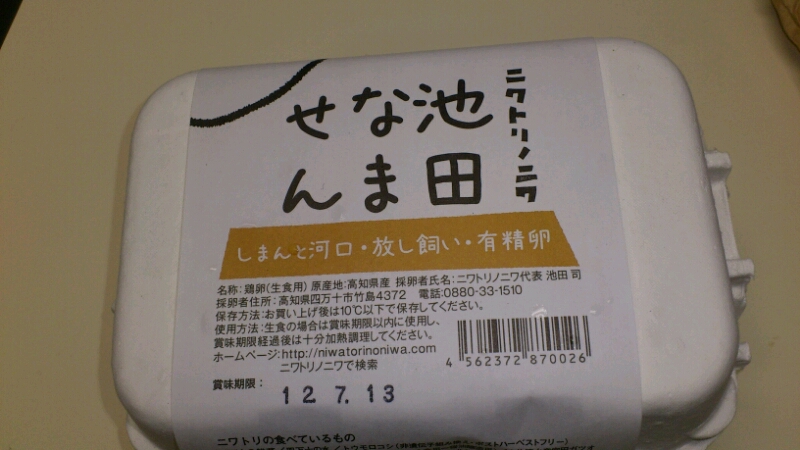 ニワトリノニワ
池田
なま
せん
しまんと河口・放し飼い・有精卵
名称:鶏卵(生食用) 原産地:高知県産 採卵者氏名:ニワトリノニワ代表 池田 司
採卵者住所:高知県四万十市竹島4372 電話:0880-33-1510
保存方法:お買い上げ後は10℃以下で保存してください。
使用方法:生食の場合は賞味期限以内に使用し、
賞味期限経過後は十分加熱調理してください。
ホームページ:http://niwatorinoniwa.com
ニワトリノニワで検索
4 562372 870026
賞味期限: 12.7.13
ニワトリの食べているもの